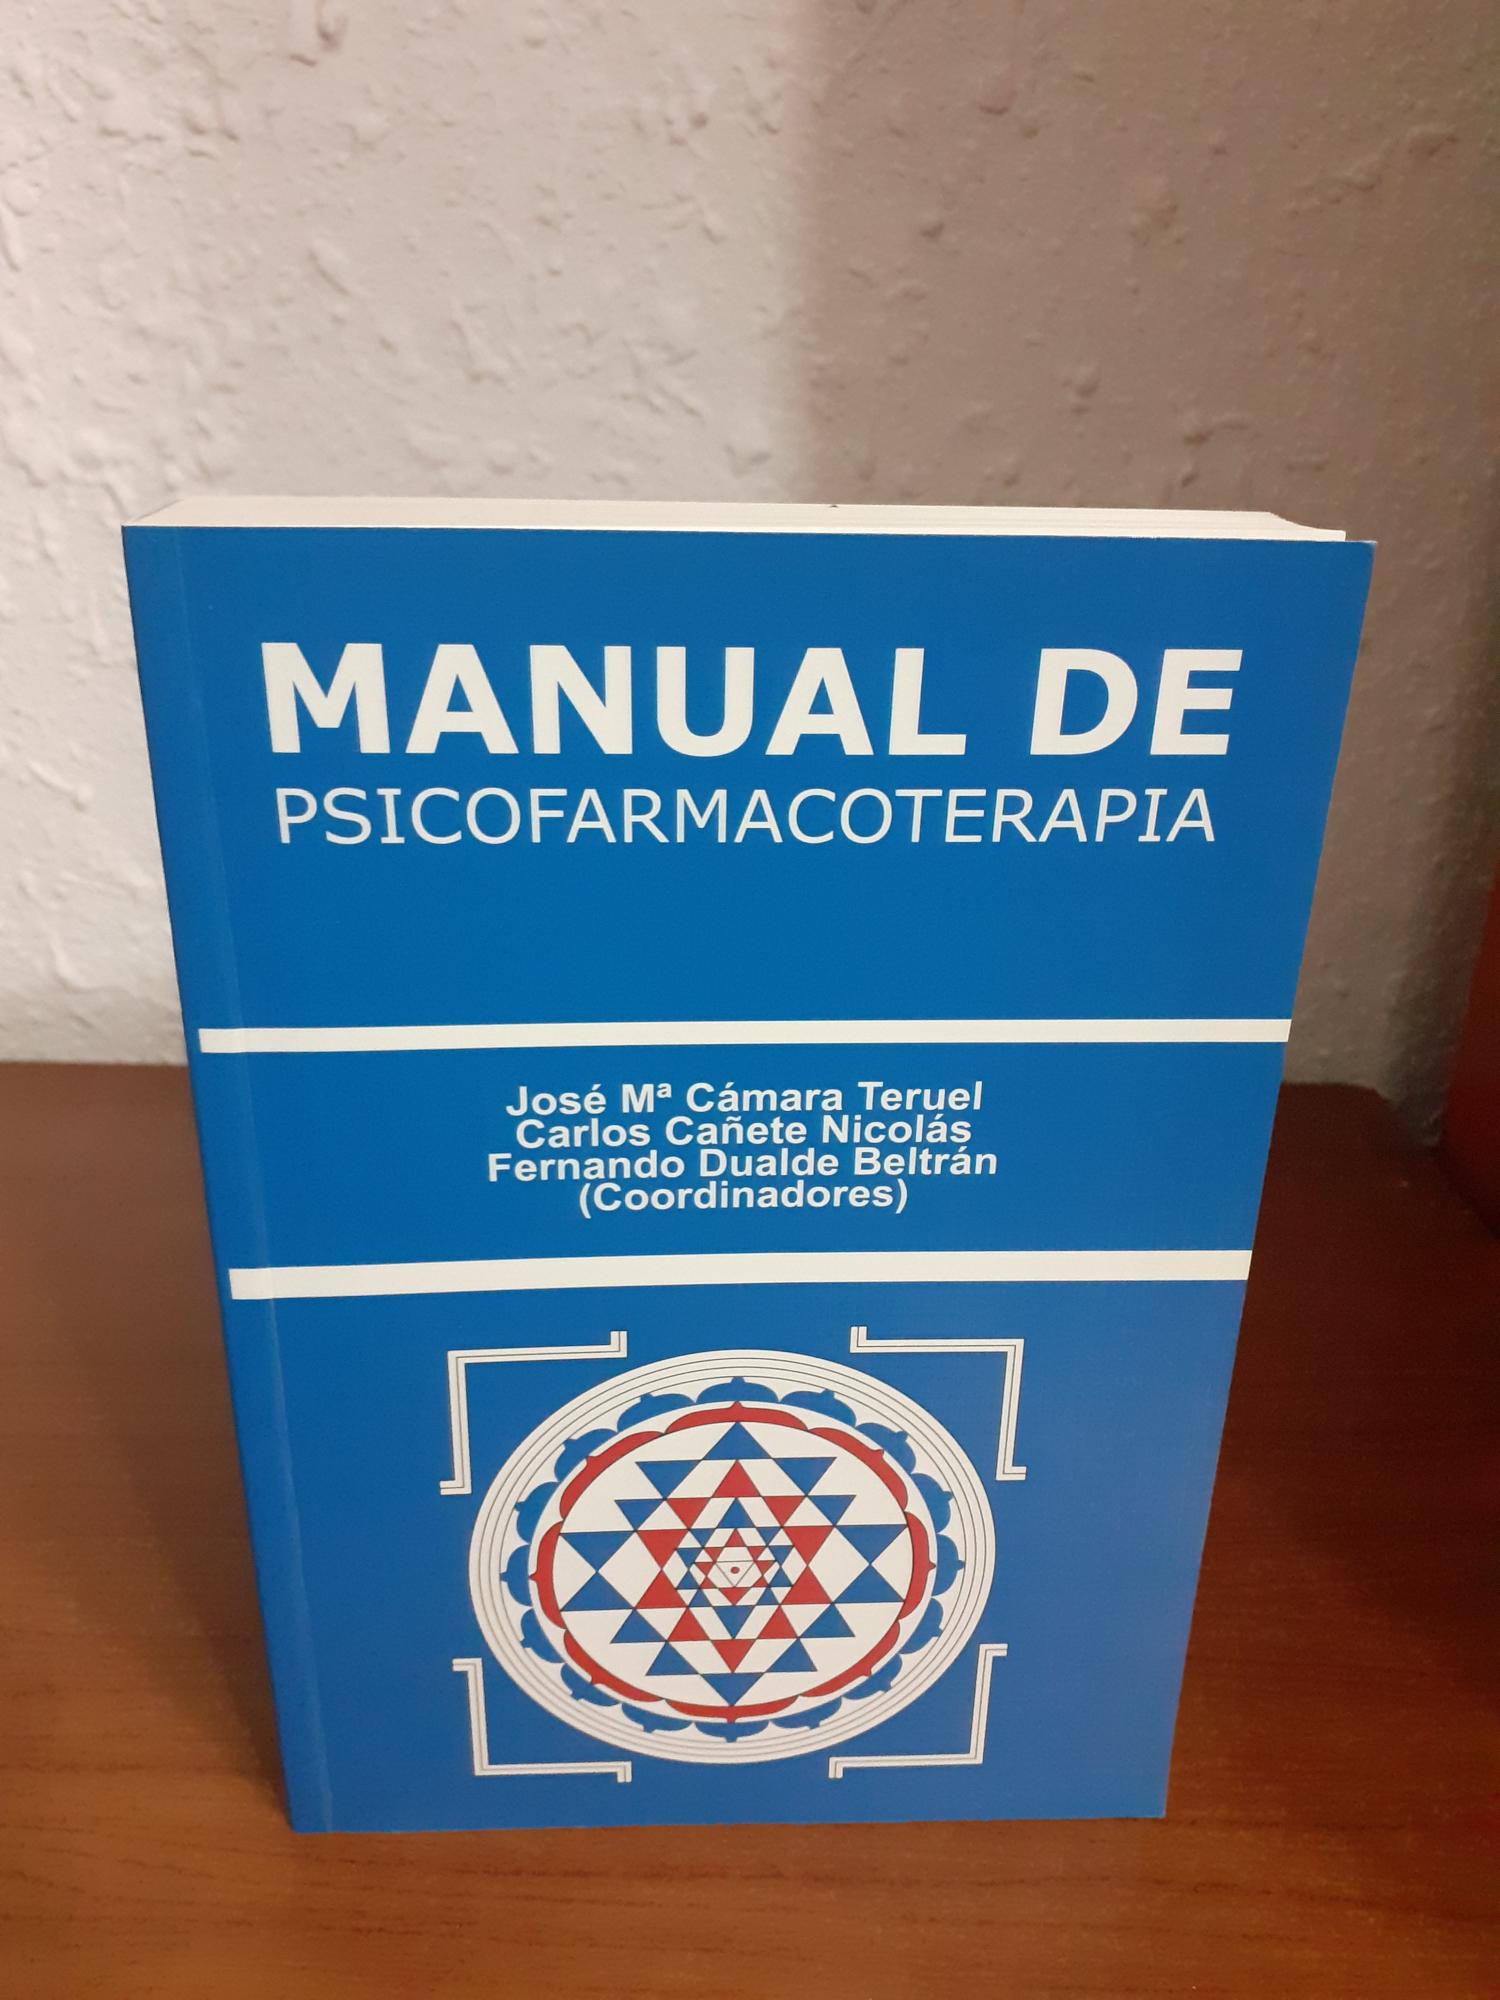 MANUAL DE
PSICOFARMACOTERAPIA
José Mª Cámara Teruel
Carlos Cañete Nicolás
Fernando Dualde Beltrán
(Coordinadores)